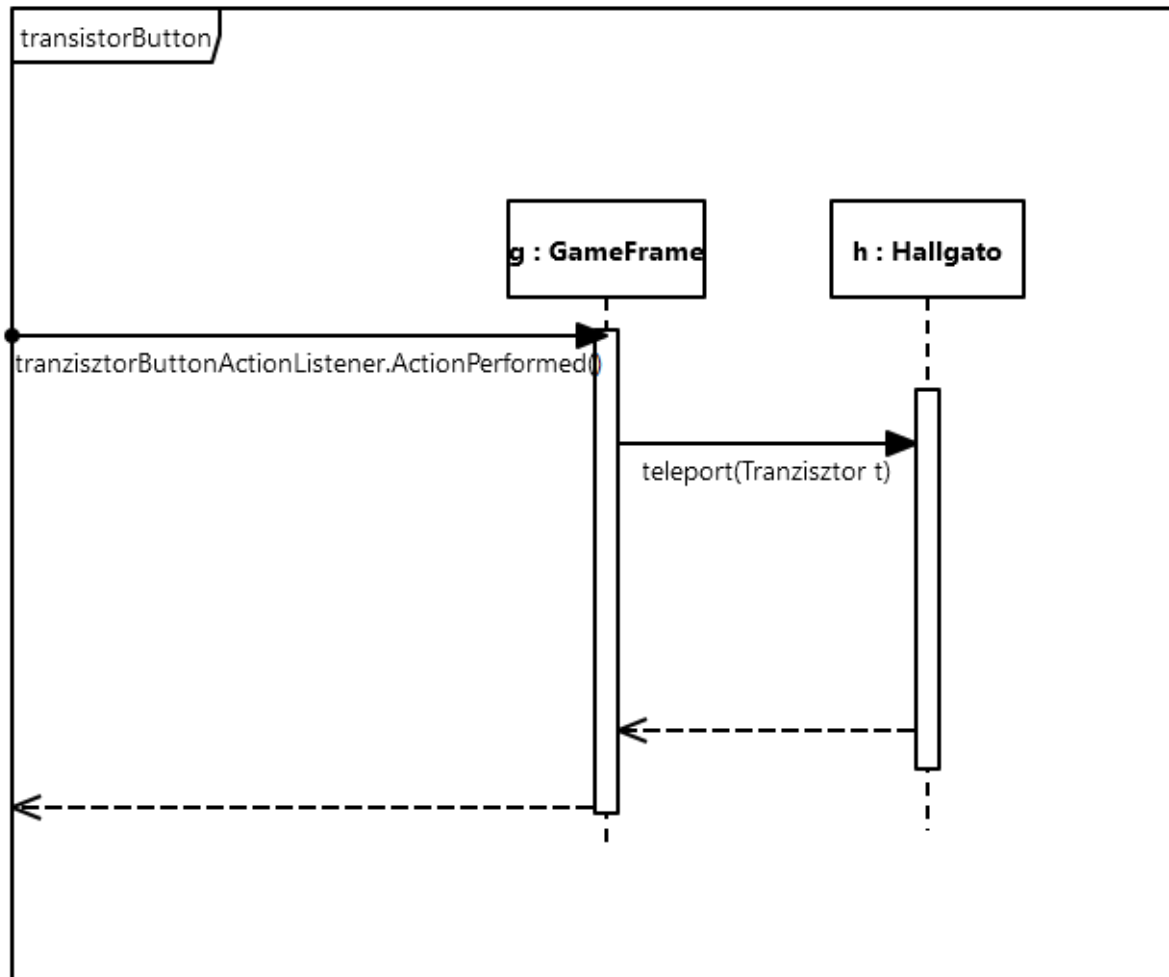 transistorButton
g : GameFrame
h : Hallgato
tranzisztorButtonActionListener.ActionPerformed()
teleport(Tranzisztor t)